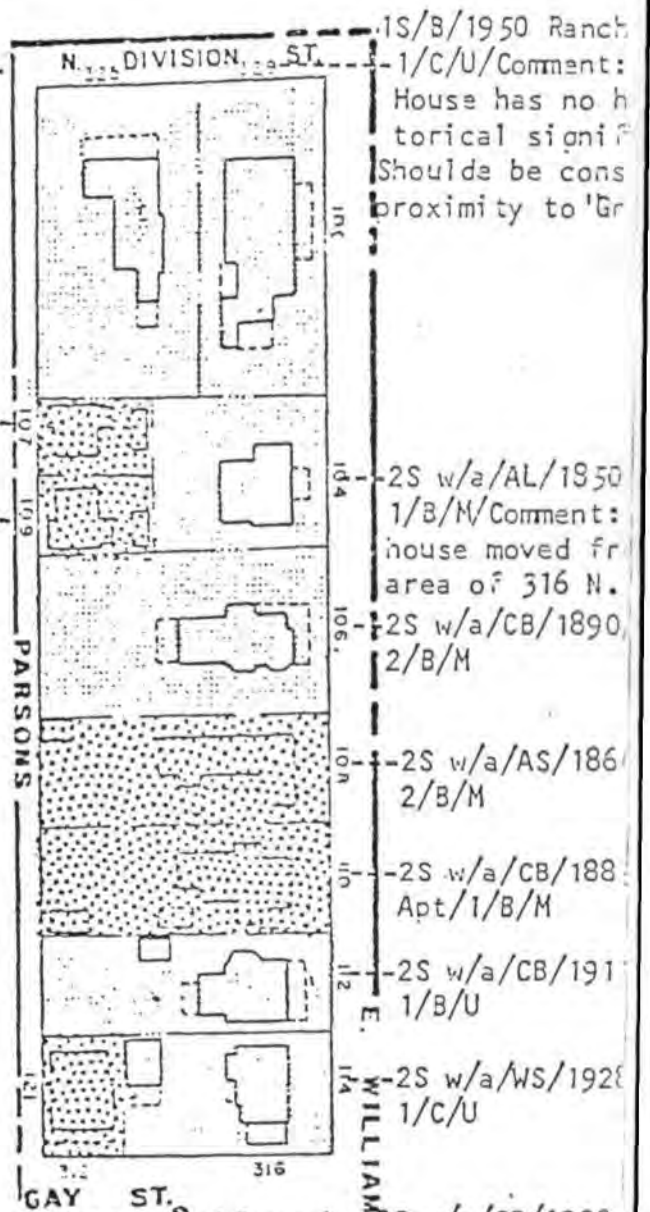 1S/B/1950 Ranch
N. DIVISION ST.
1/C/U/Comment:
House has no h
torical signif
Shoulde be cons
proximity to 'Gr
107
109
104
2S w/a/AL/1850
1/B/M/Comment:
house moved fr
area of 316 N.
106
2S w/a/CB/1890
2/B/M
PARSONS
108
2S w/a/AS/186
2/B/M
110
2S w/a/CB/188
Apt/1/B/M
112
2S w/a/CB/191
1/B/U
E. WILLIAM
121
114
2S w/a/WS/1928
1/C/U
312
316
GAY ST.